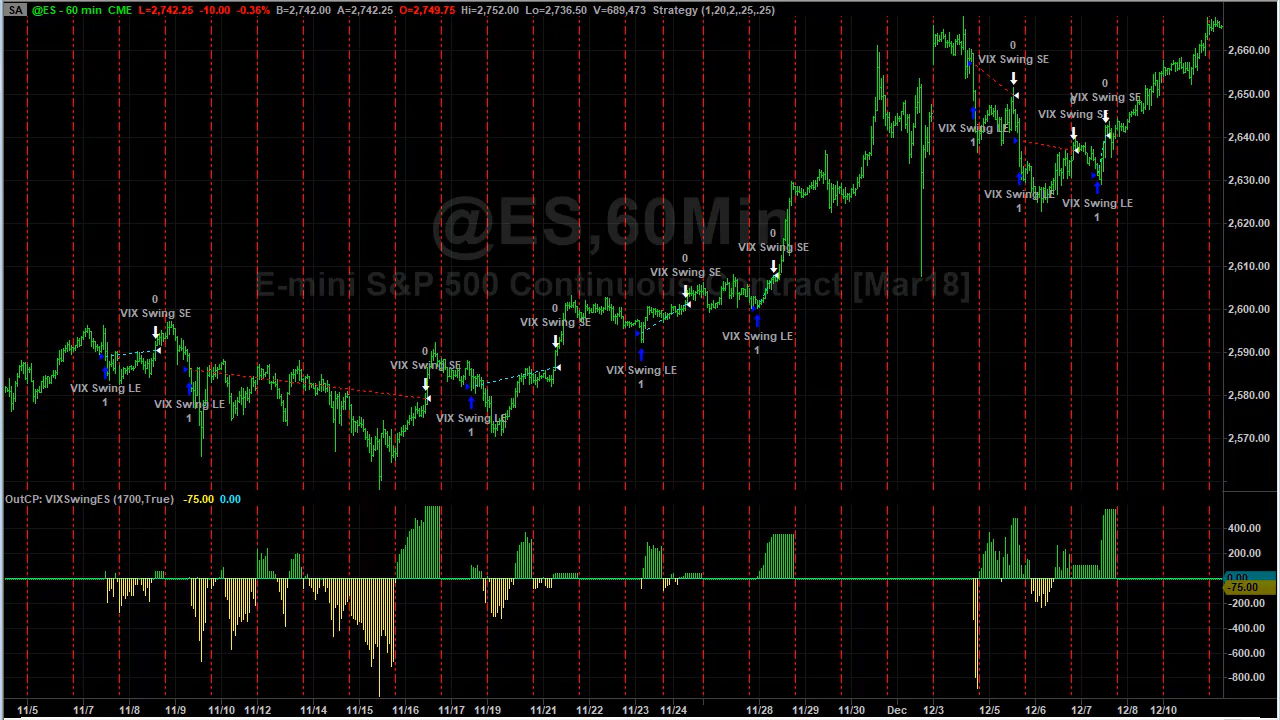 SA @ES - 60 min CME L=2,742.25 -10.00 -0.36% B=2,742.00 A=2,742.25 O=2,749.75 Hi=2,752.00 Lo=2,736.50 V=689,473 Strategy (1,20,2,.25,.25)
@ES,60Min
E-mini S&P 500 Continuous Contract [Mar18]
0
VIX Swing SE
VIX Swing LE
1
VIX Swing LE
1
0
VIX Swing SE
VIX Swing LE
1
0
VIX Swing SE
VIX Swing LE
1
0
VIX Swing SE
0
VIX Swing SE
VIX Swing LE
1
VIX Swing LE
1
0
VIX Swing SE
VIX Swing LE
1
0
VIX Swing SE
0
VIX Swing SE
VIX Swing LE
1
2,660.00
2,650.00
2,640.00
2,630.00
2,620.00
2,610.00
2,600.00
2,590.00
2,580.00
2,570.00
OutCP: VIXSwingES (1700,True) -75.00 0.00
400.00
200.00
0.00
-75.00
-200.00
-400.00
-600.00
-800.00
11/5 11/7 11/8 11/9 11/10 11/12 11/14 11/15 11/16 11/17 11/19 11/21 11/22 11/23 11/24 11/28 11/29 11/30 Dec 12/3 12/5 12/6 12/7 12/8 12/10